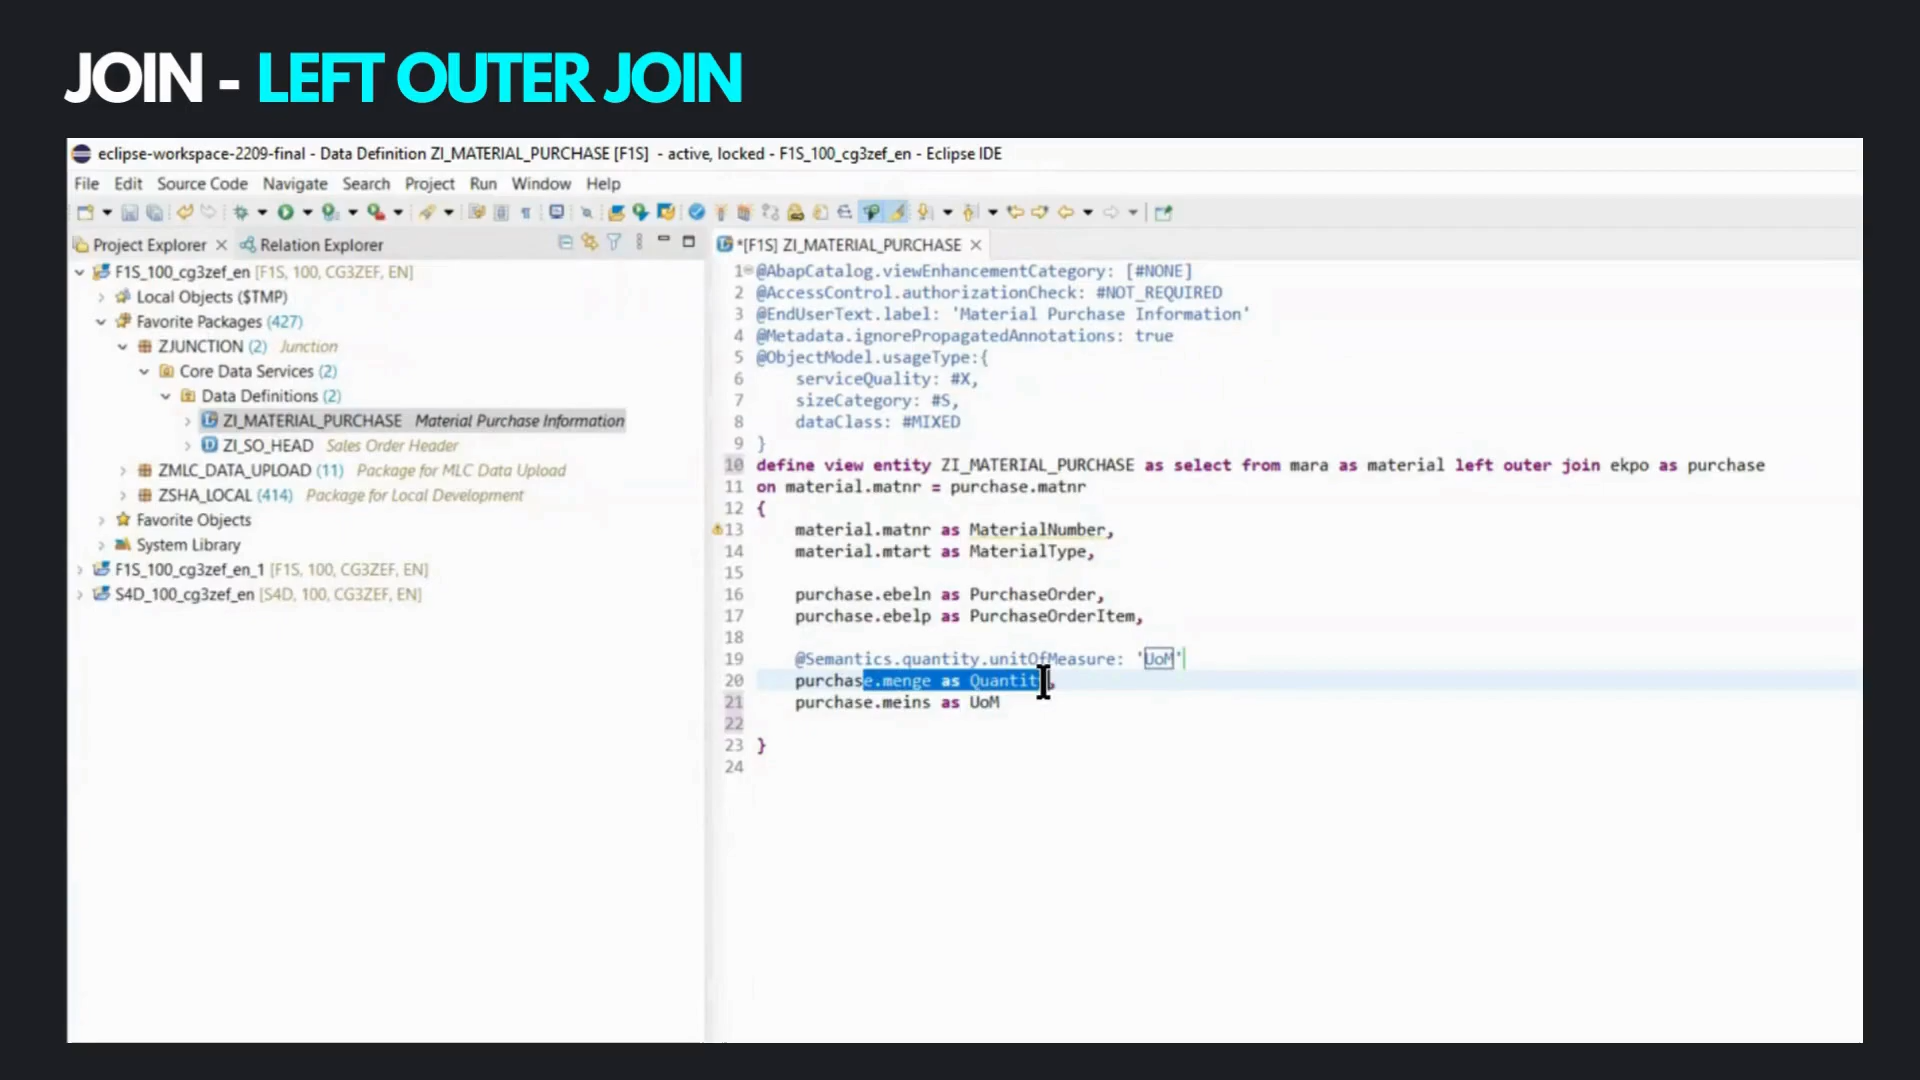 JOIN - LEFT OUTER JOIN
eclipse-workspace-2209-final - Data Definition ZI_MATERIAL_PURCHASE [F1S] - active, locked - F1S_100_cg3zef_en - Eclipse IDE
File Edit Source Code Navigate Search Project Run Window Help
Project Explorer Relation Explorer
F1S_100_cg3zef_en [F1S, 100, CG3ZEF, EN]
Local Objects ($TMP)
Favorite Packages (427)
ZJUNCTION (2) Junction
Core Data Services (2)
Data Definitions (2)
ZI_MATERIAL_PURCHASE Material Purchase Information
ZI_SO_HEAD Sales Order Header
ZMLC_DATA_UPLOAD (11) Package for MLC Data Upload
ZSHA_LOCAL (414) Package for Local Development
Favorite Objects
System Library
F1S_100_cg3zef_en_1 [F1S, 100, CG3ZEF, EN]
S4D_100_cg3zef_en [S4D, 100, CG3ZEF, EN]
*[F1S] ZI_MATERIAL_PURCHASE
1 @AbapCatalog.viewEnhancementCategory: [#NONE]
2 @AccessControl.authorizationCheck: #NOT_REQUIRED
3 @EndUserText.label: 'Material Purchase Information'
4 @Metadata.ignorePropagatedAnnotations: true
5 @ObjectModel.usageType:{
6 serviceQuality: #X,
7 sizeCategory: #S,
8 dataClass: #MIXED
9 }
10 define view entity ZI_MATERIAL_PURCHASE as select from mara as material left outer join ekpo as purchase
11 on material.matnr = purchase.matnr
12 {
13 material.matnr as MaterialNumber,
14 material.mtart as MaterialType,
15
16 purchase.ebeln as PurchaseOrder,
17 purchase.ebelp as PurchaseOrderItem,
18
19 @Semantics.quantity.unitOfMeasure: 'UoM'
20 purchase.menge as Quantity,
21 purchase.meins as UoM
22
23 }
24